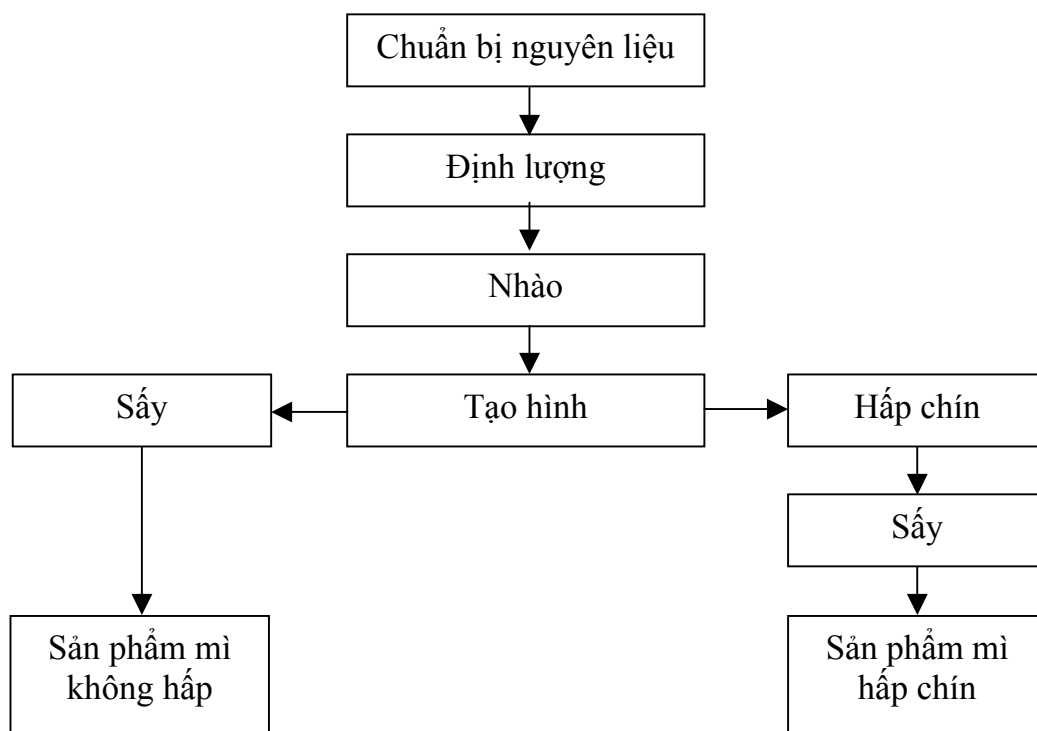 Chuẩn bị nguyên liệu
Định lượng
Nhào
Sấy
Tạo hình
Hấp chín
Sấy
Sản phẩm mì
không hấp
Sản phẩm mì
hấp chín